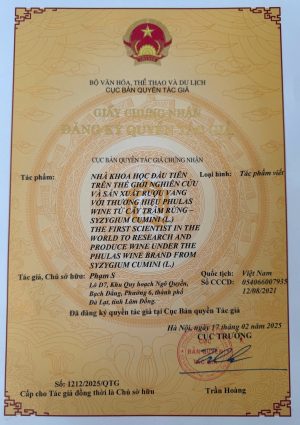 BỘ VĂN HÓA, THỂ THAO VÀ DU LỊCH
CỤC BẢN QUYỀN TÁC GIẢ
GIẤY CHỨNG NHẬN
ĐĂNG KÝ QUYỀN TÁC GIẢ
CỤC BẢN QUYỀN TÁC GIẢ CHỨNG NHẬN
Tác phẩm: NHÀ KHOA HỌC ĐẦU TIÊN Loại hình: Tác phẩm viết
TRÊN THẾ GIỚI NGHIÊN CỨU
VÀ SẢN XUẤT RƯỢU VANG
VỚI THƯƠNG HIỆU PHULAS
WINE TỪ CÂY TRÂM RỪNG –
SYZYGIUM CUMINI (L.)
THE FIRST SCIENTIST IN THE
WORLD TO RESEARCH AND
PRODUCE WINE UNDER THE
PHULAS WINE BRAND FROM
SYZYGIUM CUMINI (L.)
Tác giả, Chủ sở hữu: Phạm S Quốc tịch: Việt Nam
Lô D7, Khu Quy hoạch Ngô Quyền, Số CCCD: 054066007935
Bạch Đằng, Phường 6, thành phố 12/08/2021
Đà Lạt, tỉnh Lâm Đồng.
Đã đăng ký quyền tác giả tại Cục Bản quyền Tác giả
Hà Nội, ngày 17 tháng 02 năm 2025
CỤC TRƯỞNG
Số: 1212/2025/QTG
Cấp cho Tác giả đồng thời là Chủ sở hữu Trần Hoàng